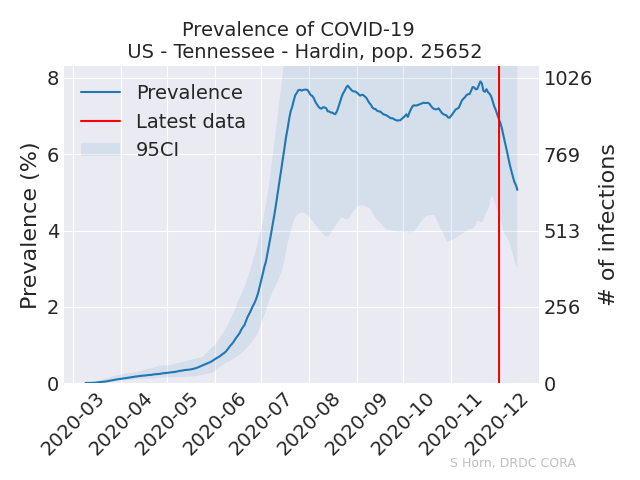 Prevalence of COVID-19
US - Tennessee - Hardin, pop. 25652
Prevalence
Latest data
95CI
Prevalence (%)
8
6
4
2
0
1026
769
513
256
0
# of infections
2020-03
2020-04
2020-05
2020-06
2020-07
2020-08
2020-09
2020-10
2020-11
2020-12
S Horn, DRDC CORA